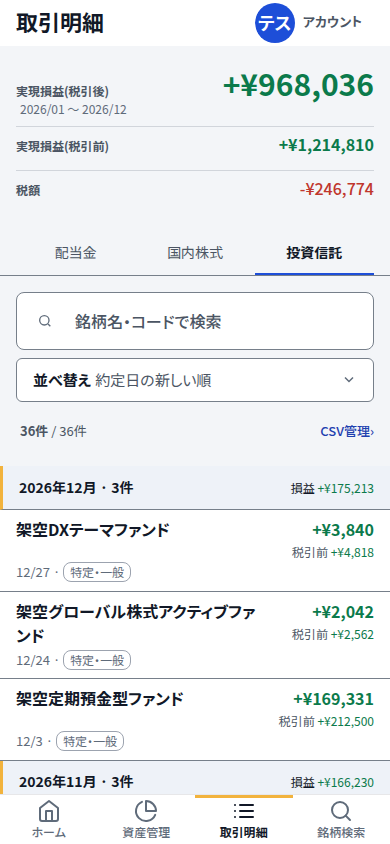 取引明細
テス アカウント
実現損益(税引後) +¥968,036
2026/01 〜 2026/12
実現損益(税引前) +¥1,214,810
税額 -¥246,774
配当金 国内株式 投資信託
銘柄名・コードで検索
並べ替え 約定日の新しい順
36件 / 36件 CSV管理›
2026年12月・3件 損益 +¥175,213
架空DXテーマファンド +¥3,840
税引前 +¥4,818
12/27・特定・一般
架空グローバル株式アクティブファ +¥2,042
ンド 税引前 +¥2,562
12/24・特定・一般
架空定期預金型ファンド +¥169,331
税引前 +¥212,500
12/3・特定・一般
2026年11月・3件 損益 +¥166,230
ホーム 資産管理 取引明細 銘柄検索